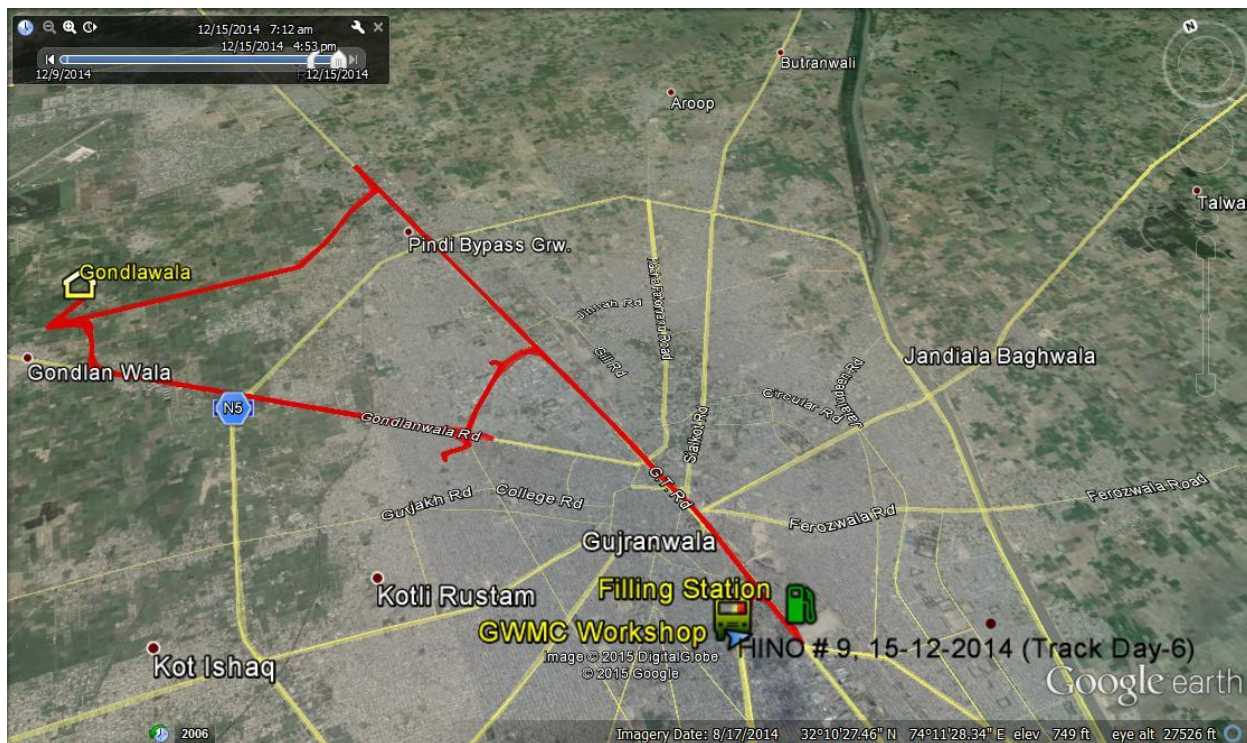 12/15/2014 7:12 am
12/15/2014 4:53 pm
12/9/2014
12/15/2014
N
Butranwali
Aroop
Talwa
Pindi Bypass Grw.
Gondlawala
Jinnah Rd
Gill Rd
Jandiala Baghwala
Gondlan Wala
N5
Circular Rd
Gondlanwala Rd
Sialkot Rd
G.T. Rd
Gurjakh Rd
College Rd
Ferozwala Road
Ferozwala Rd
Gujranwala
Kotli Rustam
Filling Station
GWMC Workshop
HINO # 9, 15-12-2014 (Track Day-6)
Kot Ishaq
Image © 2015 DigitalGlobe
© 2015 Google
Google earth
2006
Imagery Date: 8/17/2014 32°10'27.46" N 74°11'28.34" E elev 749 ft eye alt 27526 ft